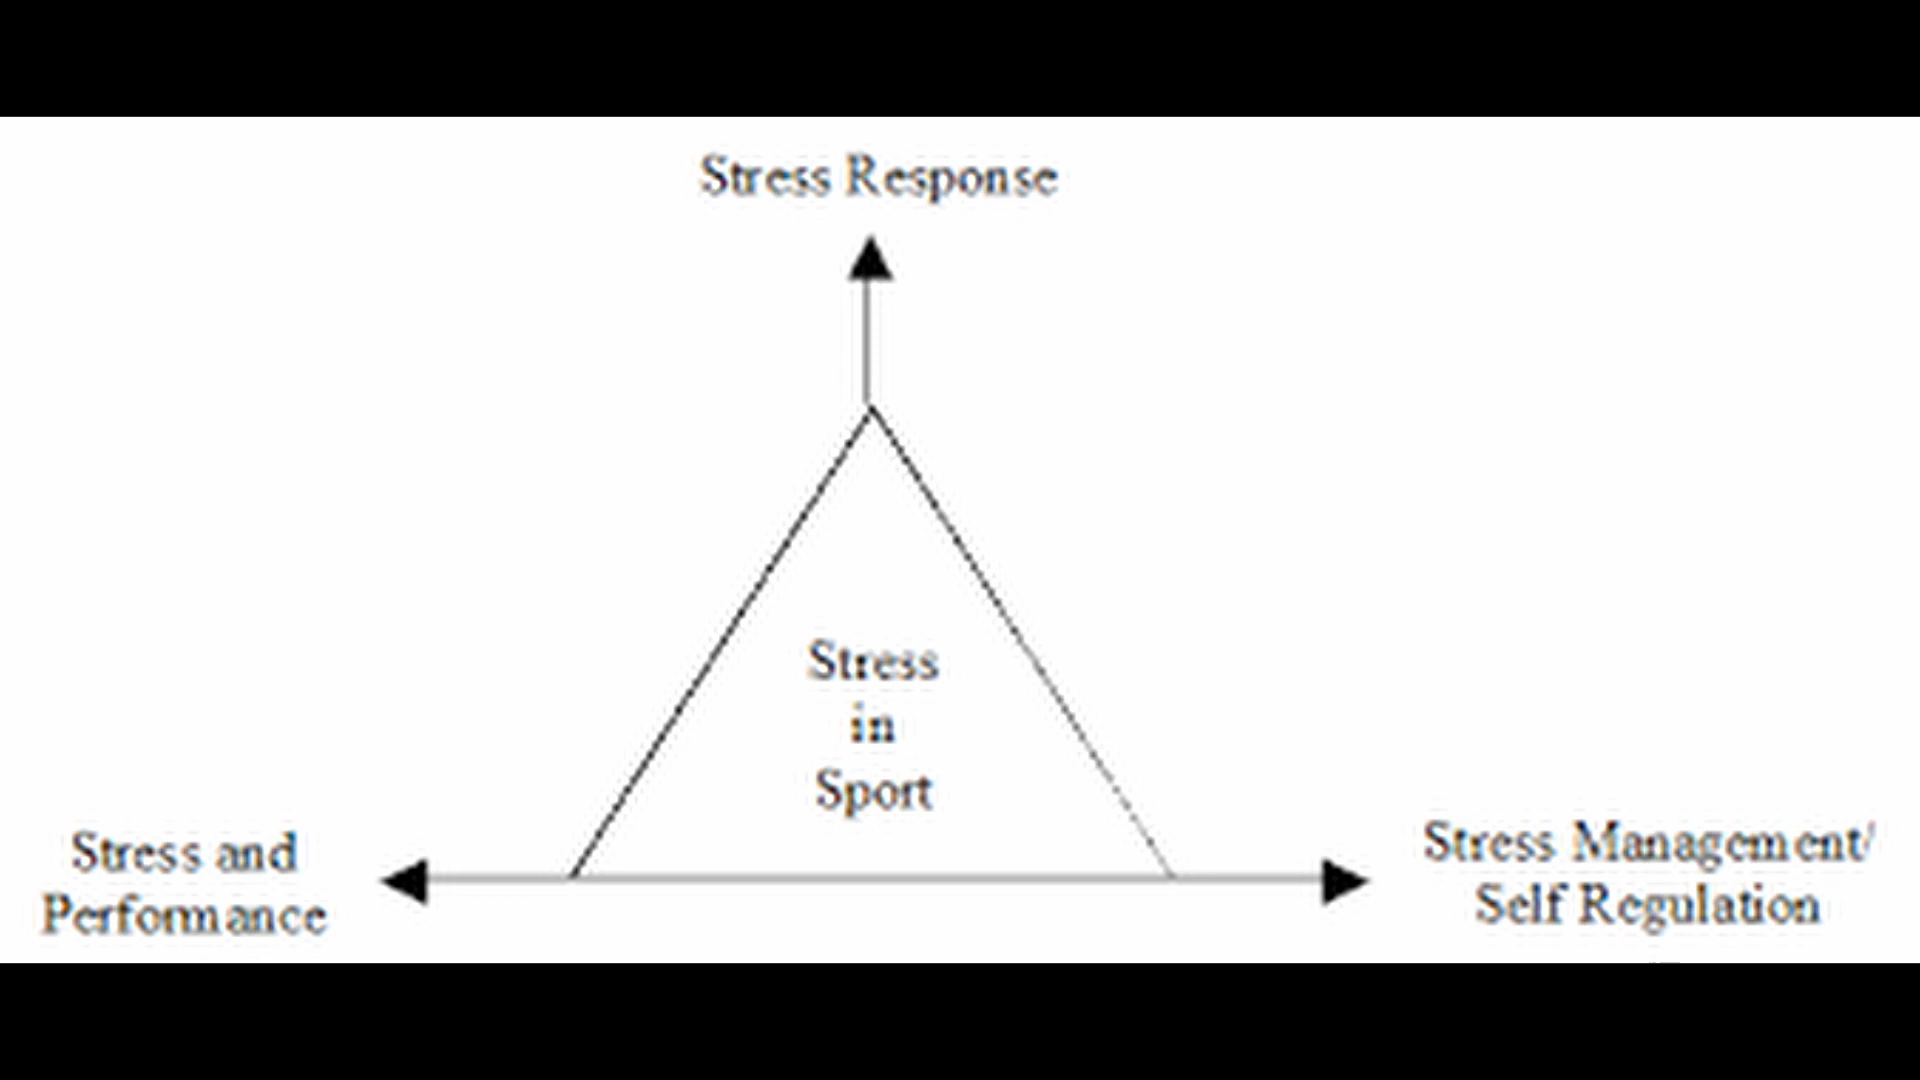 Stress Response
Stress
in
Sport
Stress and
Performance
Stress Management/
Self Regulation